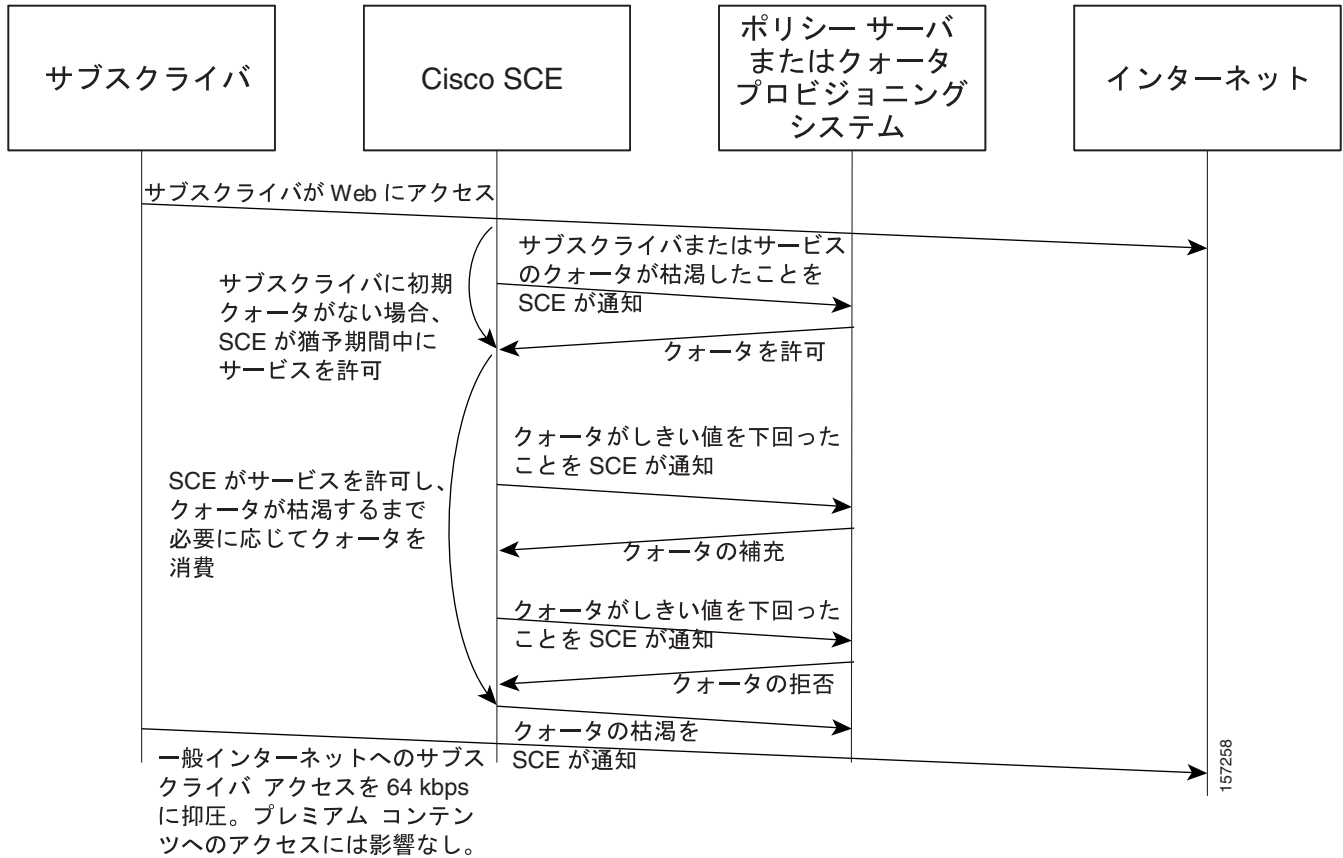 サブスクライバ
Cisco SCE
ポリシー サーバ
またはクォータ
プロビジョニング
システム
インターネット
サブスクライバが Web にアクセス
サブスクライバまたはサービス
のクォータが枯渇したことを
SCE が通知
サブスクライバに初期
クォータがない場合、
SCE が猶予期間中に
サービスを許可
クォータを許可
クォータがしきい値を下回った
ことを SCE が通知
SCE がサービスを許可し、
クォータが枯渇するまで
必要に応じてクォータを
消費
クォータの補充
クォータがしきい値を下回った
ことを SCE が通知
クォータの拒否
クォータの枯渇を
SCE が通知
一般インターネットへのサブス
クライバ アクセスを 64 kbps
に抑圧。プレミアム コンテン
ツへのアクセスには影響なし。
157258